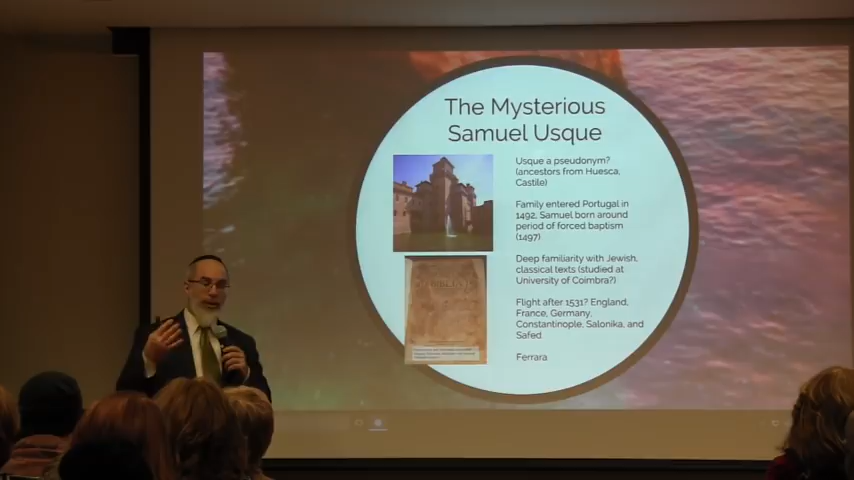 The Mysterious
Samuel Usque
Usque a pseudonym?
(ancestors from Huesca,
Castile)
Family entered Portugal in
1492, Samuel born around
period of forced baptism
(1497)
Deep familiarity with Jewish,
classical texts (studied at
University of Coimbra?)
Flight after 1531? England,
France, Germany,
Constantinople, Salonika, and
Safed
Ferrara